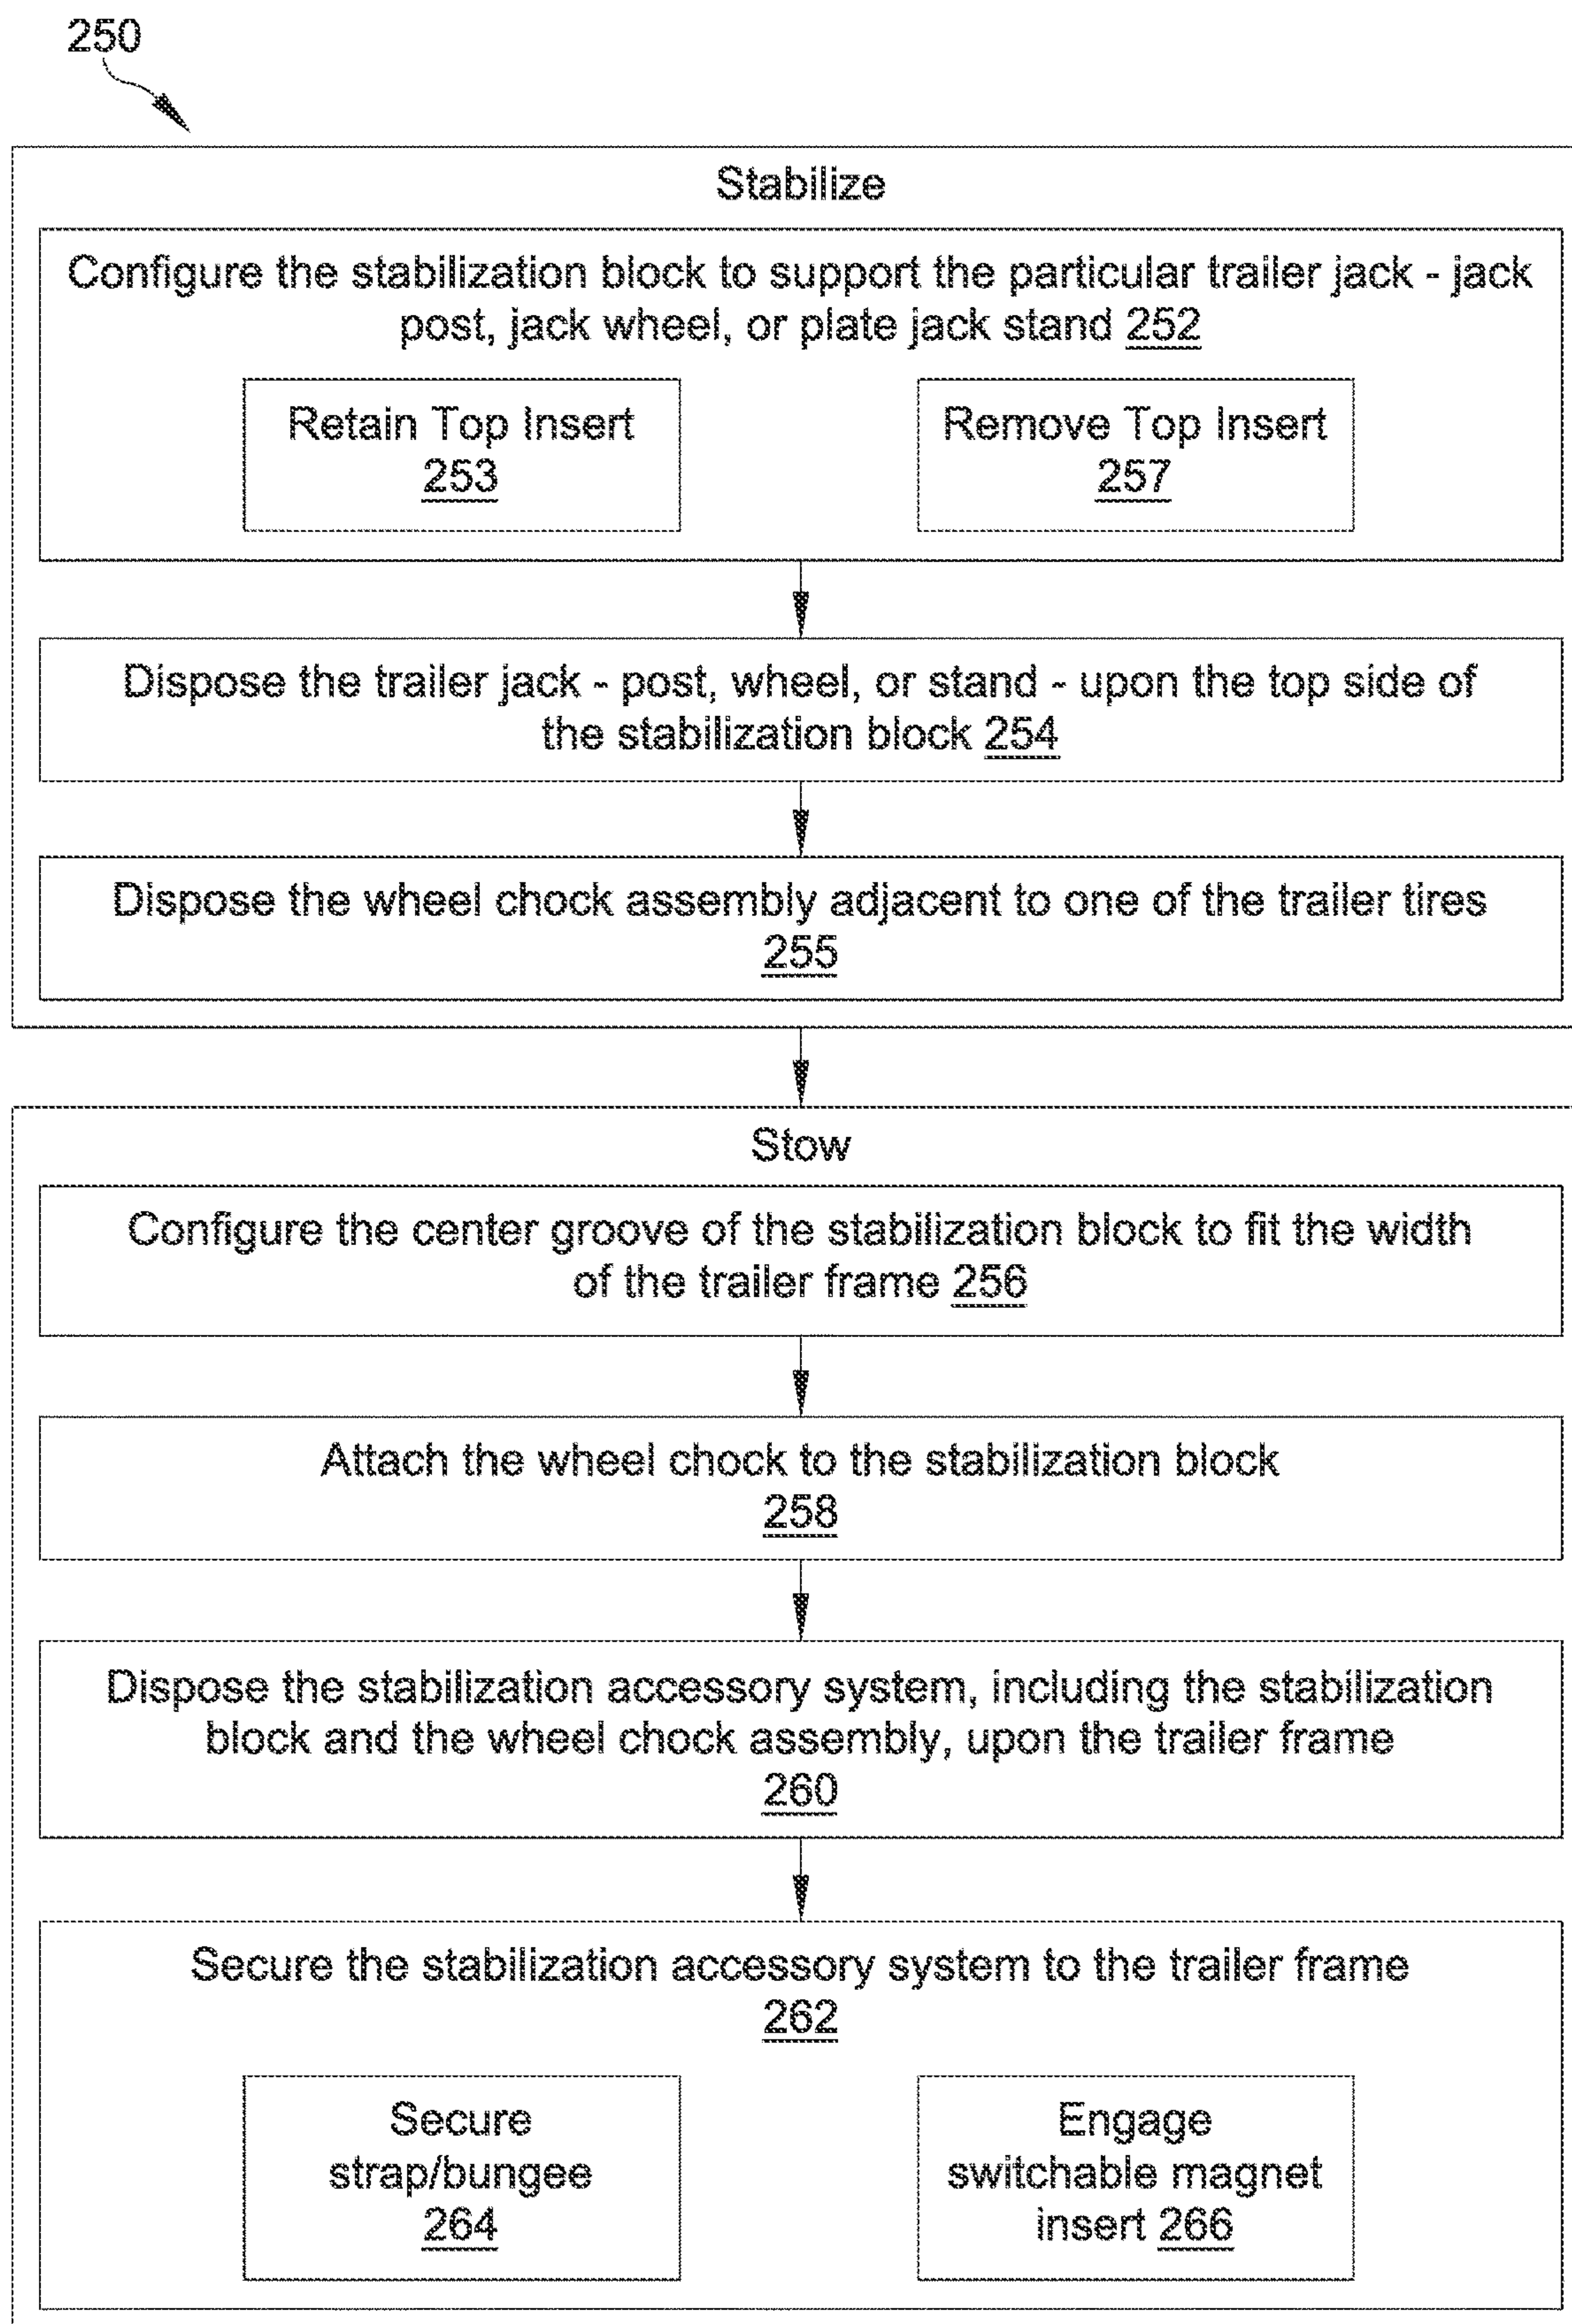 250
Stabilize
Configure the stabilization block to support the particular trailer jack - jack
post, jack wheel, or plate jack stand 252
Retain Top Insert
253
Remove Top Insert
257
Dispose the trailer jack - post, wheel, or stand - upon the top side of
the stabilization block 254
Dispose the wheel chock assembly adjacent to one of the trailer tires
255
Stow
Configure the center groove of the stabilization block to fit the width
of the trailer frame 256
Attach the wheel chock to the stabilization block
258
Dispose the stabilization accessory system, including the stabilization
block and the wheel chock assembly, upon the trailer frame
260
Secure the stabilization accessory system to the trailer frame
262
Secure
strap/bungee
264
Engage
switchable magnet
insert 266